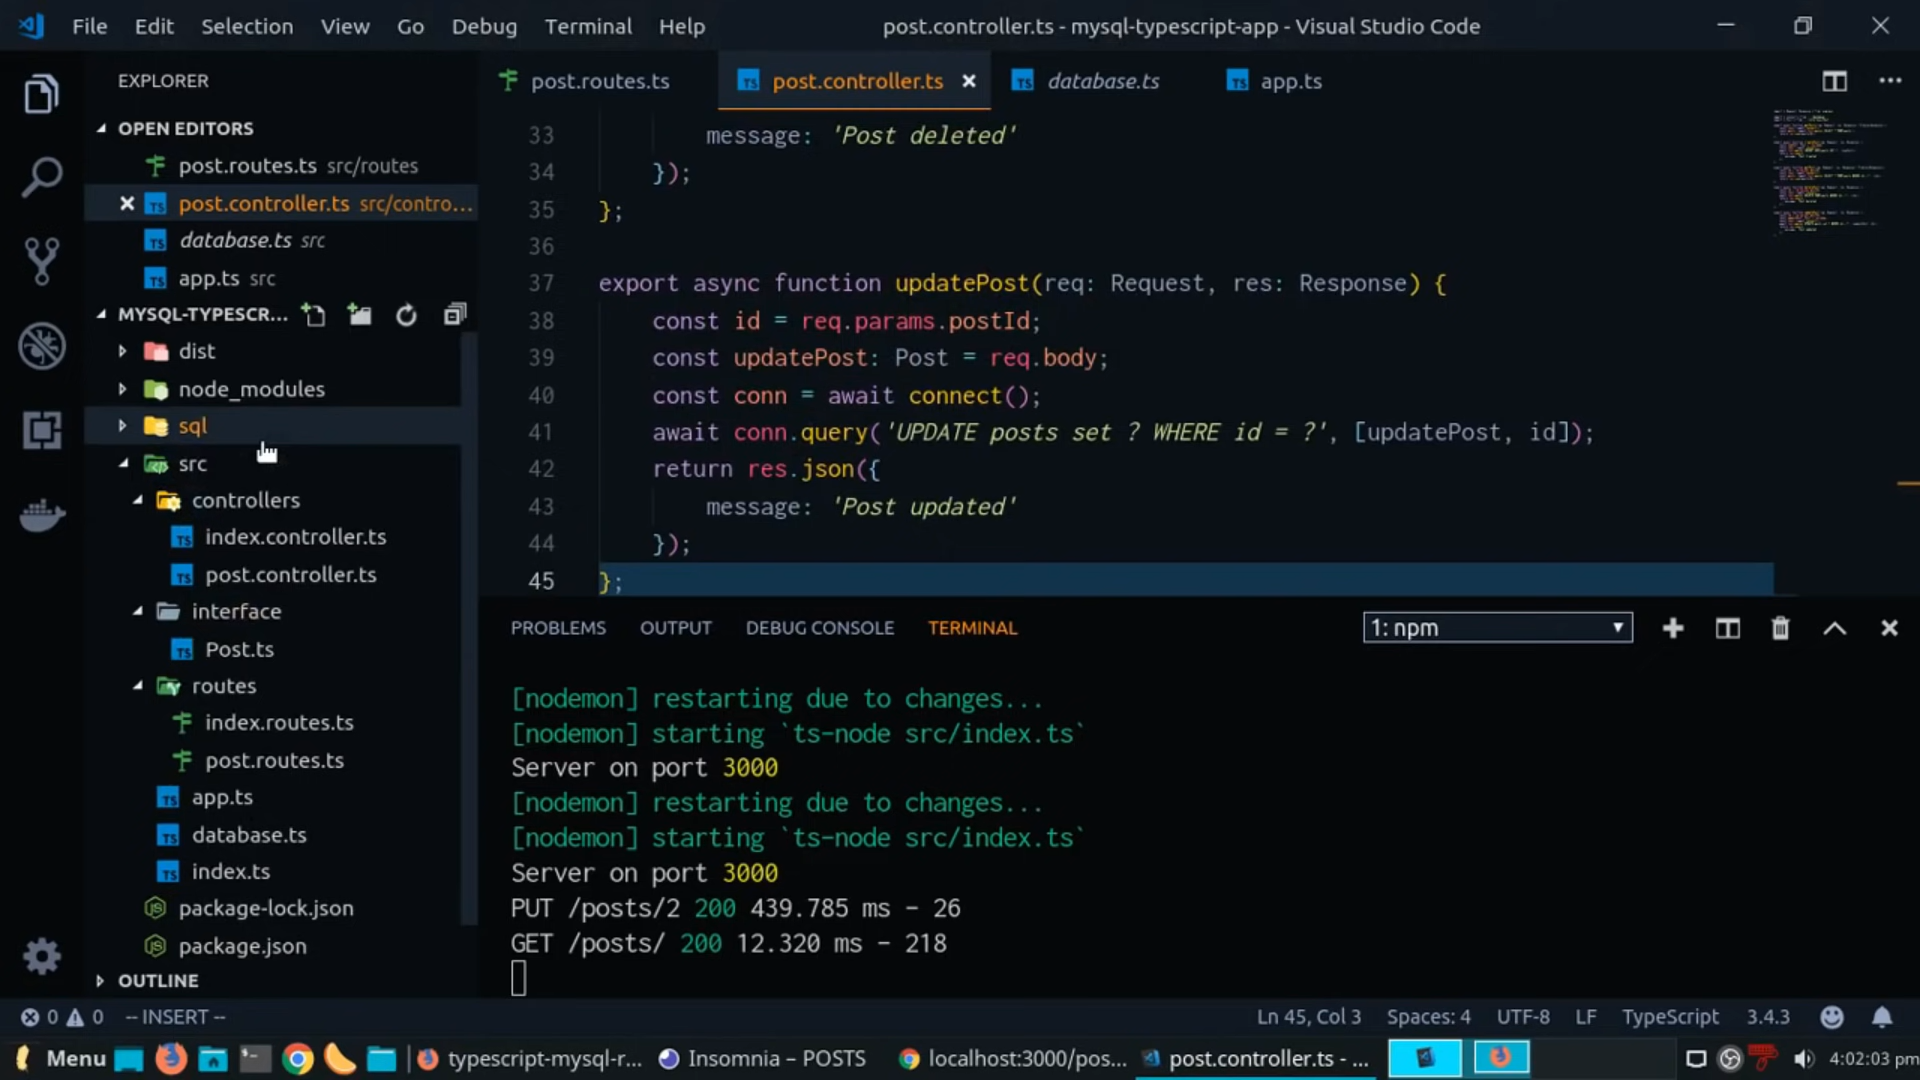 File Edit Selection View Go Debug Terminal Help
post.controller.ts - mysql-typescript-app - Visual Studio Code
EXPLORER
OPEN EDITORS
post.routes.ts src/routes
post.controller.ts src/contro...
database.ts src
app.ts src
MYSQL-TYPESCR...
dist
node_modules
sql
src
controllers
index.controller.ts
post.controller.ts
interface
Post.ts
routes
index.routes.ts
post.routes.ts
app.ts
database.ts
index.ts
package-lock.json
package.json
OUTLINE
post.routes.ts post.controller.ts database.ts app.ts
33 message: 'Post deleted'
34 });
35 };
36
37 export async function updatePost(req: Request, res: Response) {
38 const id = req.params.postId;
39 const updatePost: Post = req.body;
40 const conn = await connect();
41 await conn.query('UPDATE posts set ? WHERE id = ?', [updatePost, id]);
42 return res.json({
43 message: 'Post updated'
44 });
45 };
PROBLEMS OUTPUT DEBUG CONSOLE TERMINAL
1: npm
[nodemon] restarting due to changes...
[nodemon] starting `ts-node src/index.ts`
Server on port 3000
[nodemon] restarting due to changes...
[nodemon] starting `ts-node src/index.ts`
Server on port 3000
PUT /posts/2 200 439.785 ms - 26
GET /posts/ 200 12.320 ms - 218
0 0 -- INSERT --
Ln 45, Col 3 Spaces: 4 UTF-8 LF TypeScript 3.4.3
Menu typescript-mysql-r... Insomnia – POSTS localhost:3000/pos... post.controller.ts - ... 4:02:03 pm